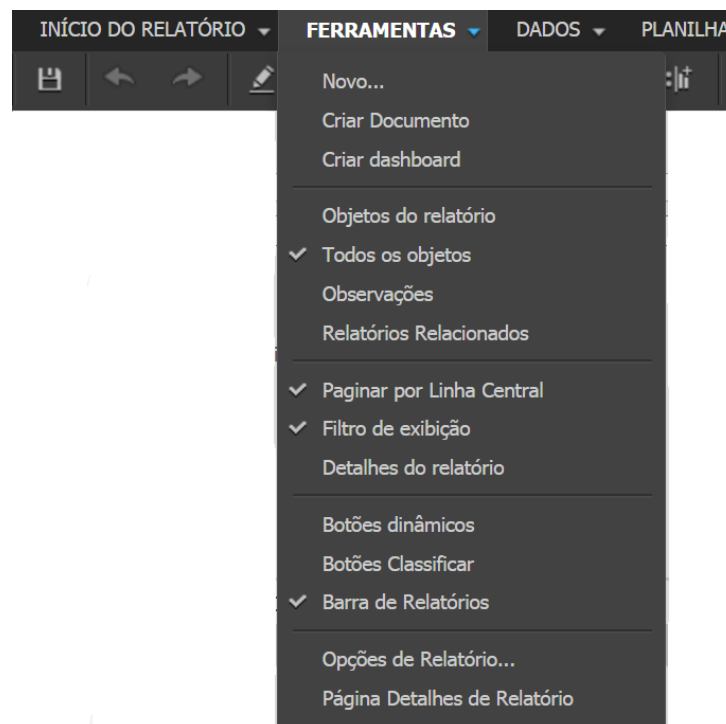 INÍCIO DO RELATÓRIO FERRAMENTAS DADOS PLANILHA
Novo...
Criar Documento
Criar dashboard
Objetos do relatório
Todos os objetos
Observações
Relatórios Relacionados
Paginar por Linha Central
Filtro de exibição
Detalhes do relatório
Botões dinâmicos
Botões Classificar
Barra de Relatórios
Opções de Relatório...
Página Detalhes de Relatório